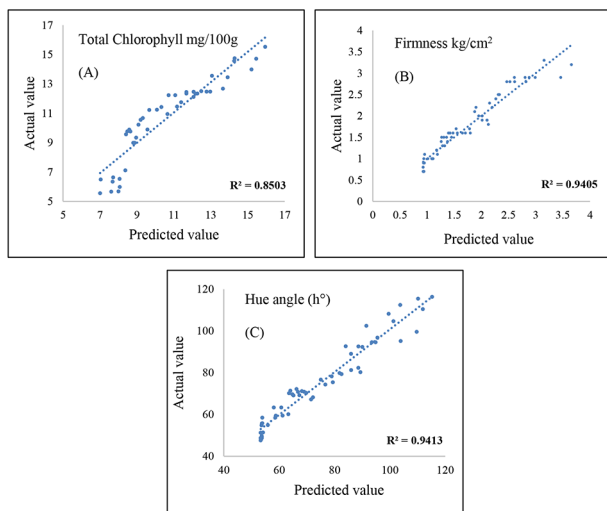 Total Chlorophyll mg/100g
(A)
Actual value
17
15
13
11
9
7
5
R² = 0.8503
5 7 9 11 13 15 17
Predicted value
Firmness kg/cm²
(B)
Actual value
4
3.5
3
2.5
2
1.5
1
0.5
0
R² = 0.9405
0 0.5 1 1.5 2 2.5 3 3.5 4
Predicted value
Hue angle (h°)
(C)
Actual value
120
100
80
60
40
R² = 0.9413
40 60 80 100 120
Predicted value